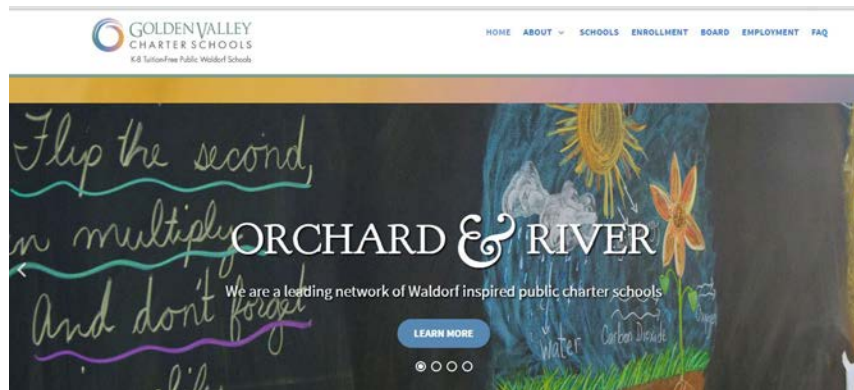 GOLDEN VALLEY
CHARTER SCHOOLS
K-8 Tuition-Free Public Waldorf Schools
HOME ABOUT SCHOOLS ENROLLMENT BOARD EMPLOYMENT FAQ
Flip the second,
multiply
And don't forget
ORCHARD & RIVER
We are a leading network of Waldorf inspired public charter schools
LEARN MORE
water
Carbon Dioxide